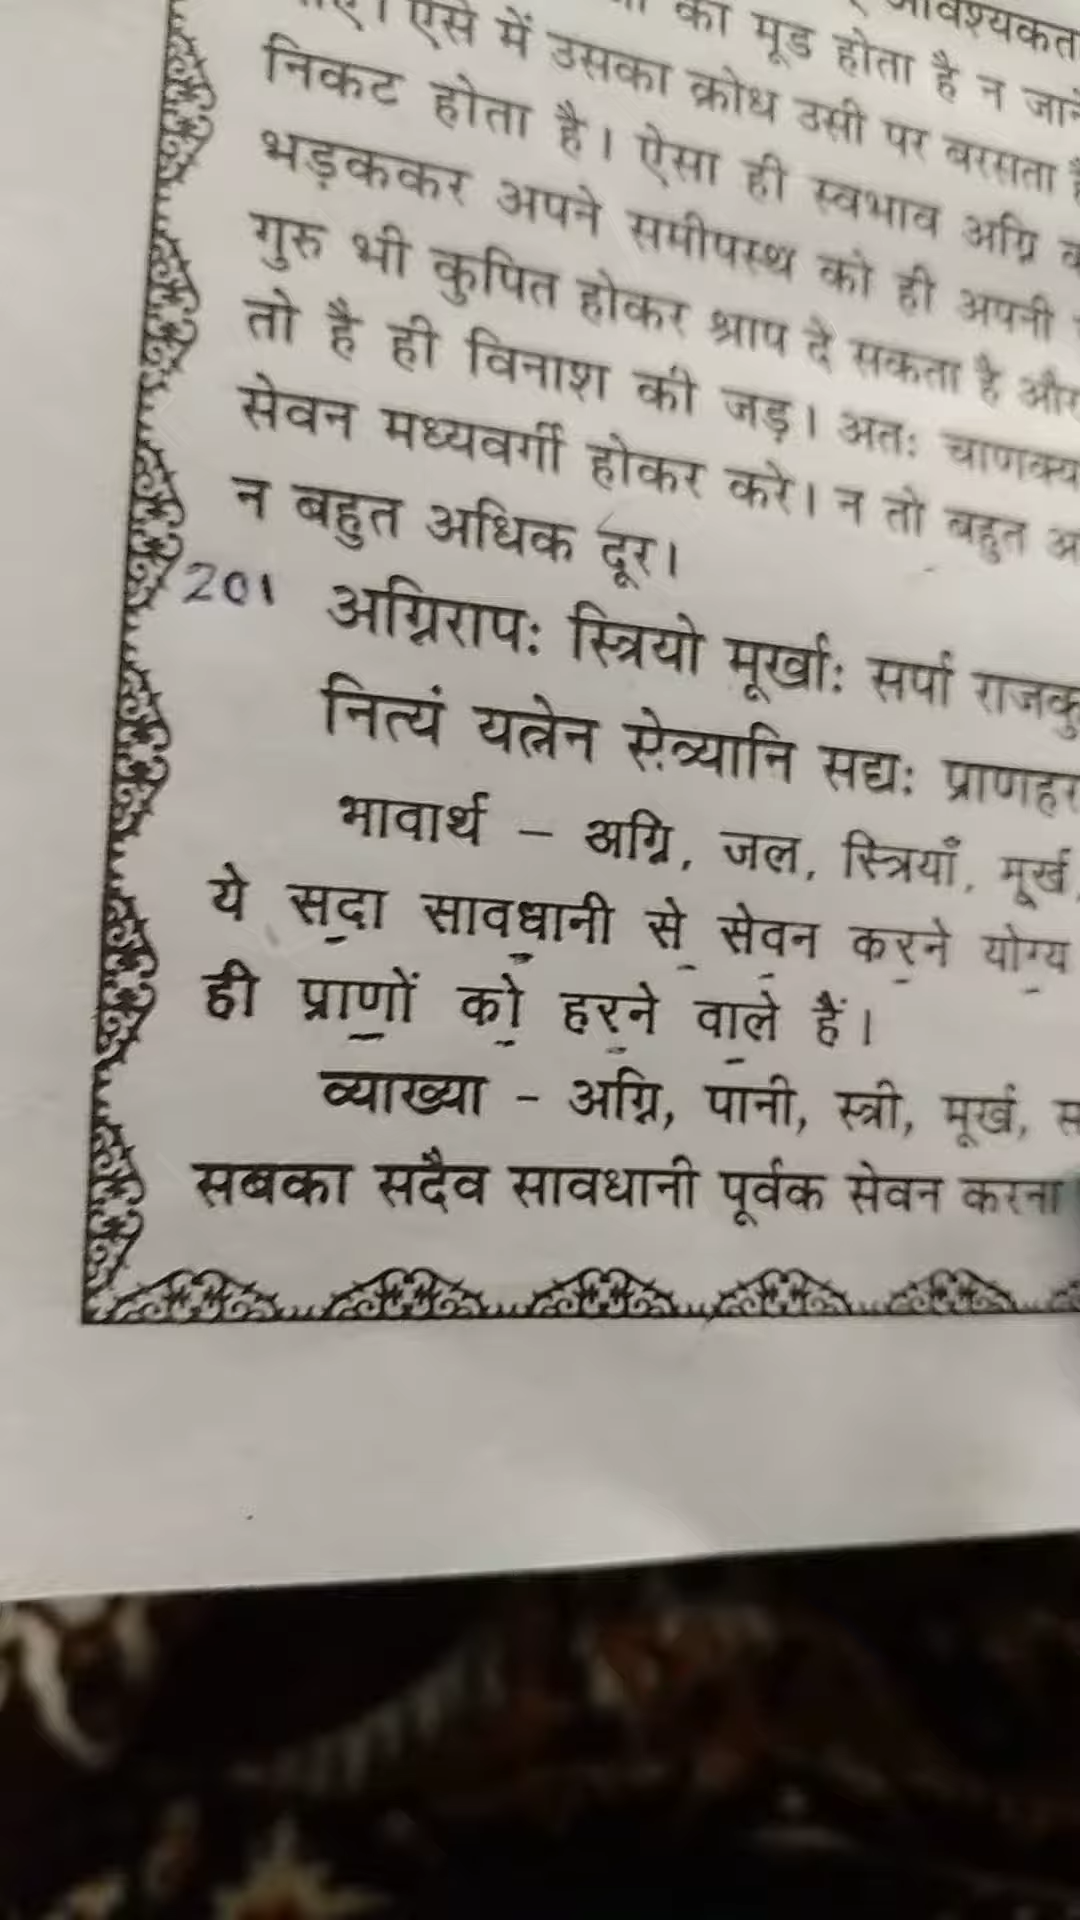 ऐसे में उसका क्रोध उसी पर बरसता
का मूड होता है न जाने
निकट होता है। ऐसा ही स्वभाव अग्नि
भड़ककर अपने समीपस्थ को ही अपनी
गुरु भी कुपित होकर श्राप दे सकता है और
तो है ही विनाश की जड़। अतः चाणक्य
सेवन मध्यवर्गी होकर करे। न तो बहुत
न बहुत अधिक दूर।
201 अग्निरापः स्त्रियो मूर्खाः सर्पा राजकु
नित्यं यत्नेन सेव्यानि सद्यः प्राणहर
भावार्थ – अग्नि, जल, स्त्रियाँ, मूर्ख,
ये सदा सावधानी से सेवन करने योग्य
ही प्राणों को हरने वाले हैं।
व्याख्या - अग्नि, पानी, स्त्री, मूर्ख,
सबका सदैव सावधानी पूर्वक सेवन करना